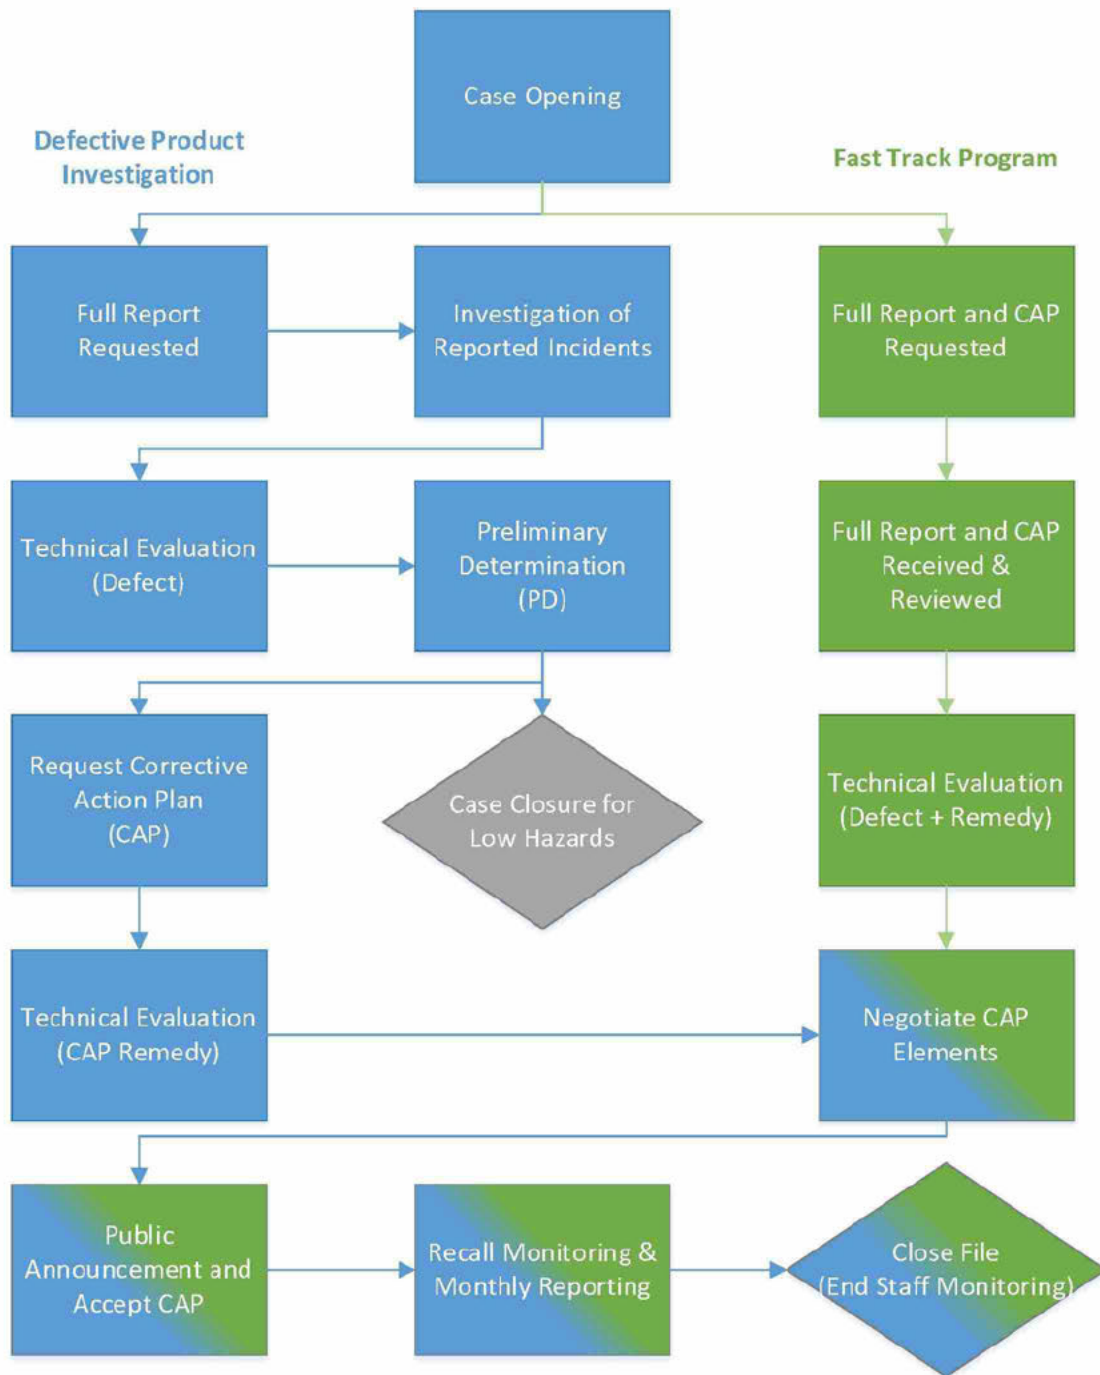 Case Opening
Defective Product
Investigation
Fast Track Program
Full Report
Requested
Investigation of
Reported Incidents
Full Report and CAP
Requested
Technical Evaluation
(Defect)
Preliminary
Determination
(PD)
Full Report and CAP
Received &
Reviewed
Request Corrective
Action Plan
(CAP)
Case Closure for
Low Hazards
Technical Evaluation
(Defect + Remedy)
Technical Evaluation
(CAP Remedy)
Negotiate CAP
Elements
Public
Announcement and
Accept CAP
Recall Monitoring &
Monthly Reporting
Close File
(End Staff Monitoring)